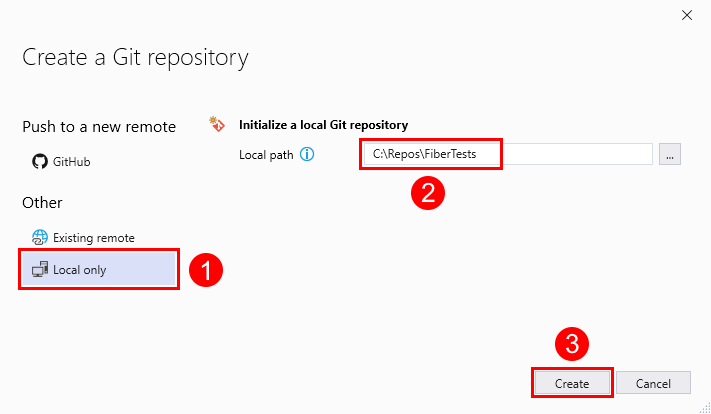 Create a Git repository
Push to a new remote
GitHub
Other
Existing remote
Local only
1
Initialize a local Git repository
Local path
C:\Repos\FiberTests
...
2
3
Create
Cancel